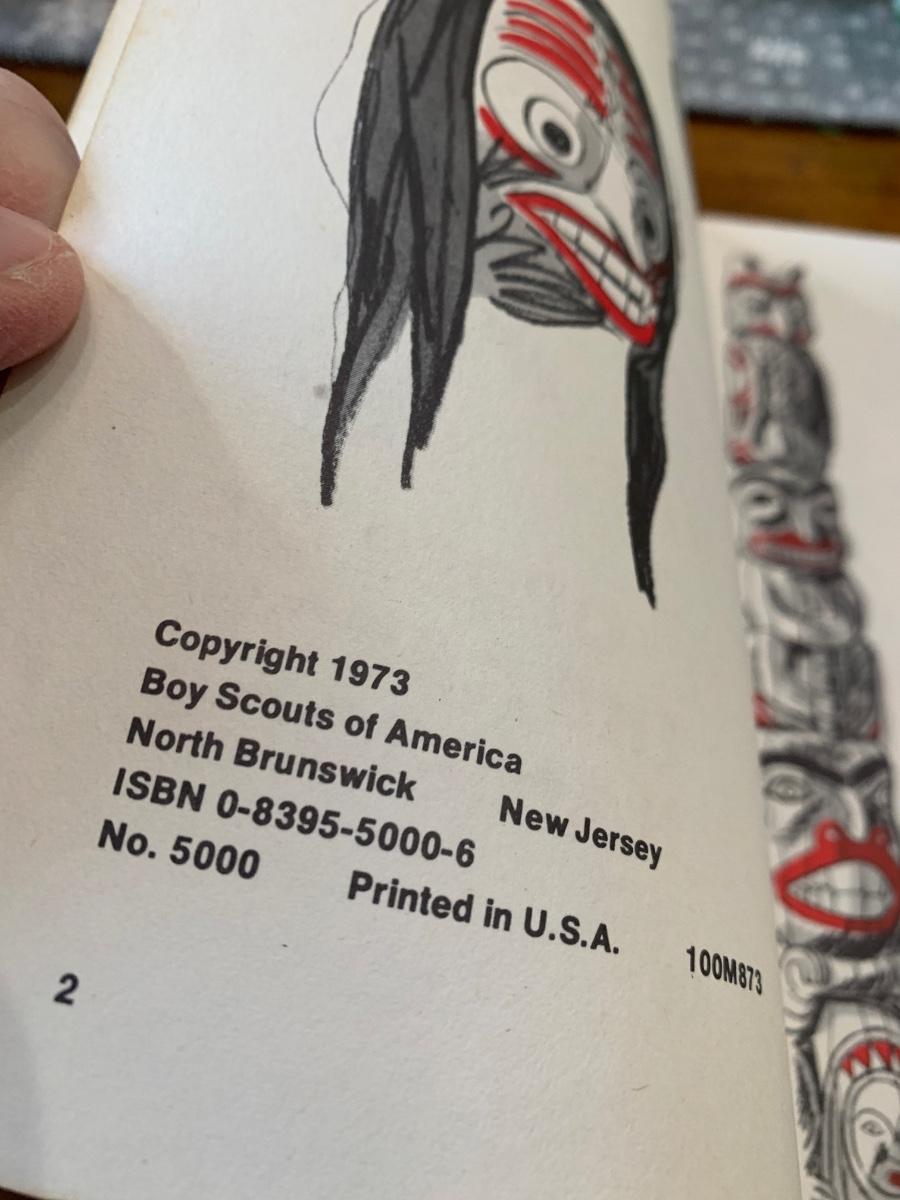 Copyright 1973
Boy Scouts of America
North Brunswick New Jersey
ISBN 0-8395-5000-6
No. 5000 Printed in U.S.A. 100M873
2